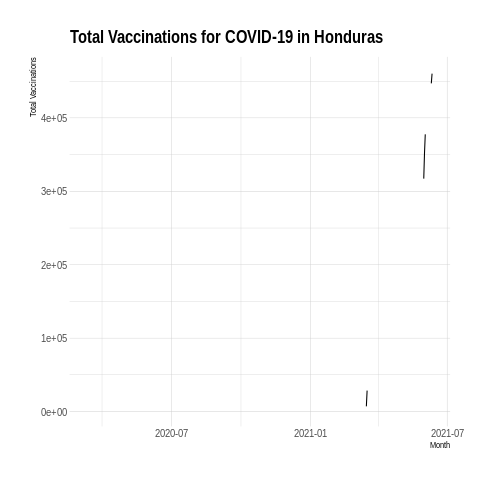 Total Vaccinations for COVID-19 in Honduras
Total Vaccinations
4e+05
3e+05
2e+05
1e+05
0e+00
2020-07 2021-01 2021-07
Month